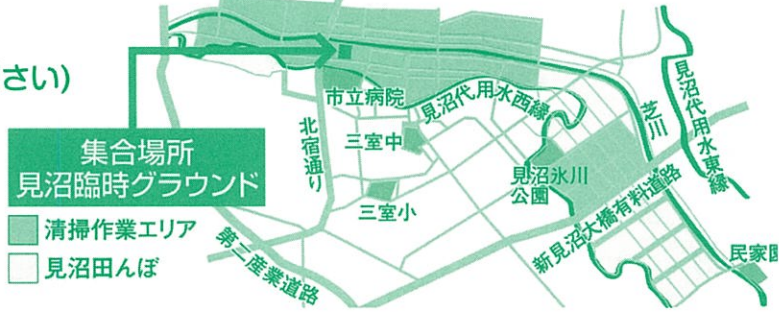 さい)
集合場所
見沼臨時グラウンド
清掃作業エリア
見沼田んぼ
市立病院
見沼代用水西縁
北宿通り
三室中
三室小
第二産業道路
見沼氷川
公園
芝川
見沼代用水東縁
新見沼大橋有料道路
民家園